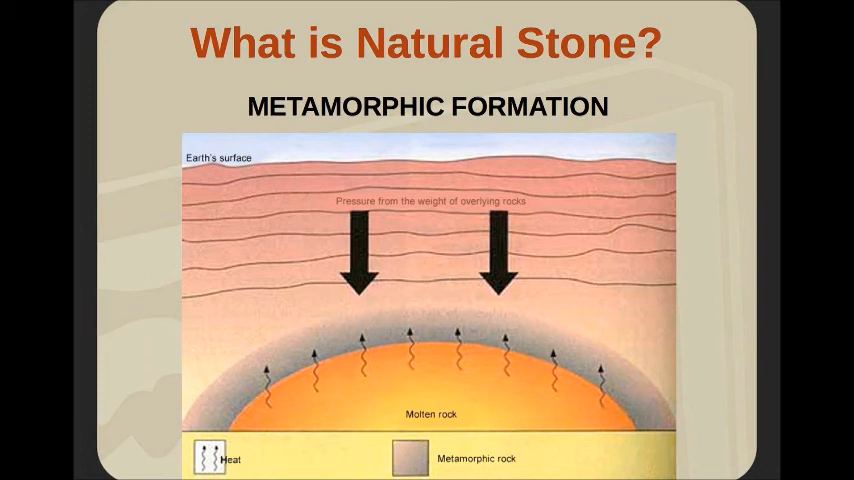 What is Natural Stone?
METAMORPHIC FORMATION
Earth's surface
Pressure from the weight of overlying rocks
Molten rock
Heat
Metamorphic rock